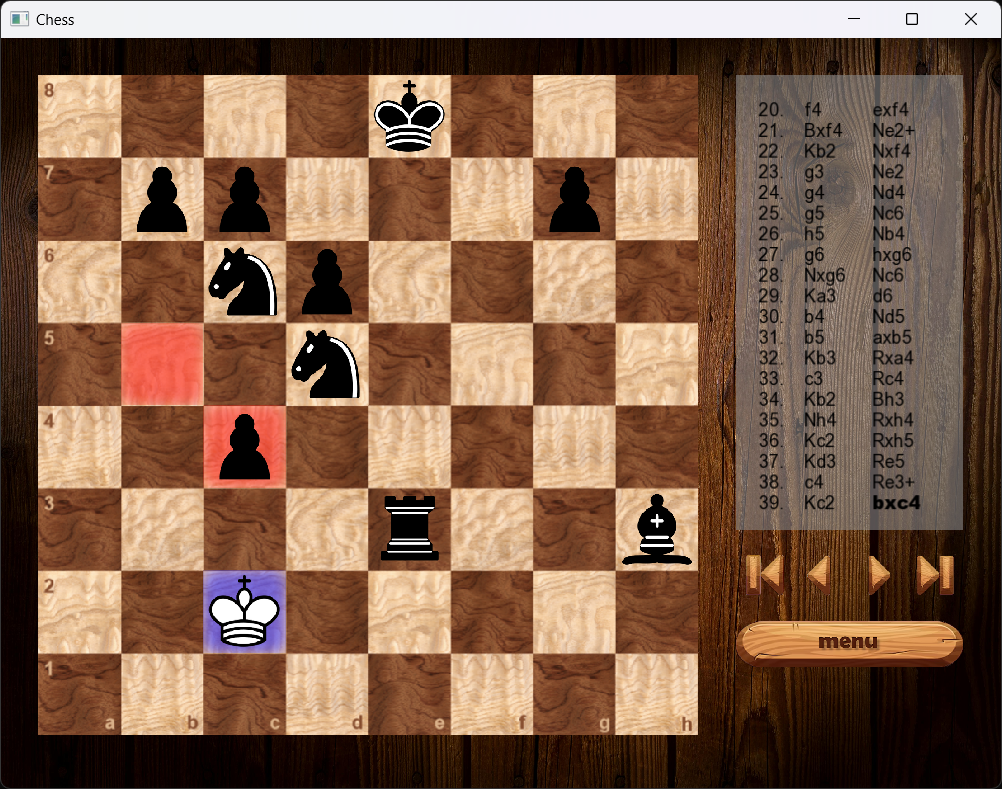 Chess
8
7
6
5
4
3
2
1
a b c d e f g h
20. f4 exf4
21. Bxf4 Ne2+
22. Kb2 Nxf4
23. g3 Ne2
24. g4 Nd4
25. g5 Nc6
26. h5 Nb4
27. g6 hxg6
28. Nxg6 Nc6
29. Ka3 d6
30. b4 Nd5
31. b5 axb5
32. Kb3 Rxa4
33. c3 Rc4
34. Kb2 Bh3
35. Nh4 Rxh4
36. Kc2 Rxh5
37. Kd3 Re5
38. c4 Re3+
39. Kc2 bxc4
menu